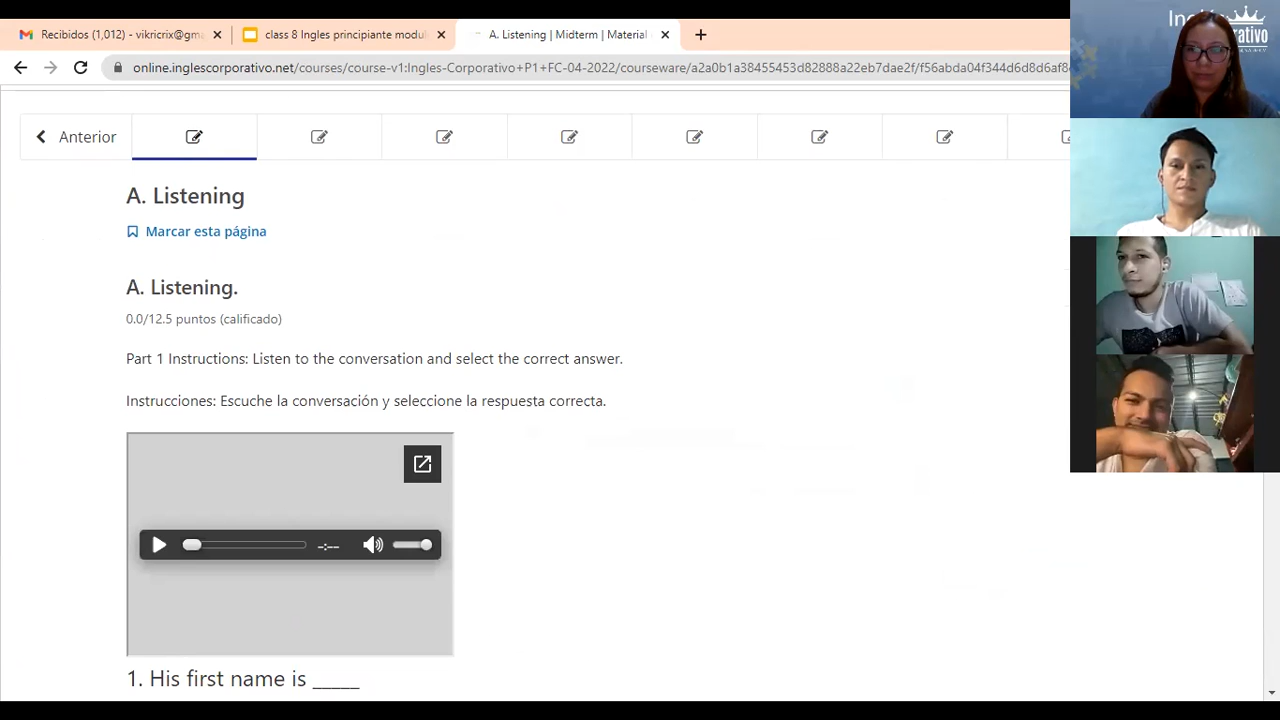 Recibidos (1,012) - vikricrix@gm
class 8 Ingles principiante modul
A. Listening | Midterm | Material
online.inglescorporativo.net/courses/course-v1:Ingles-Corporativo+P1+FC-04-2022/courseware/a2a0b1a38455453d82888a22eb7dae2f/f56abda04f344d6d8d6af8
Anterior
A. Listening
Marcar esta página
A. Listening.
0.0/12.5 puntos (calificado)
Part 1 Instructions: Listen to the conversation and select the correct answer.
Instrucciones: Escuche la conversación y seleccione la respuesta correcta.
-:--
1. His first name is _____